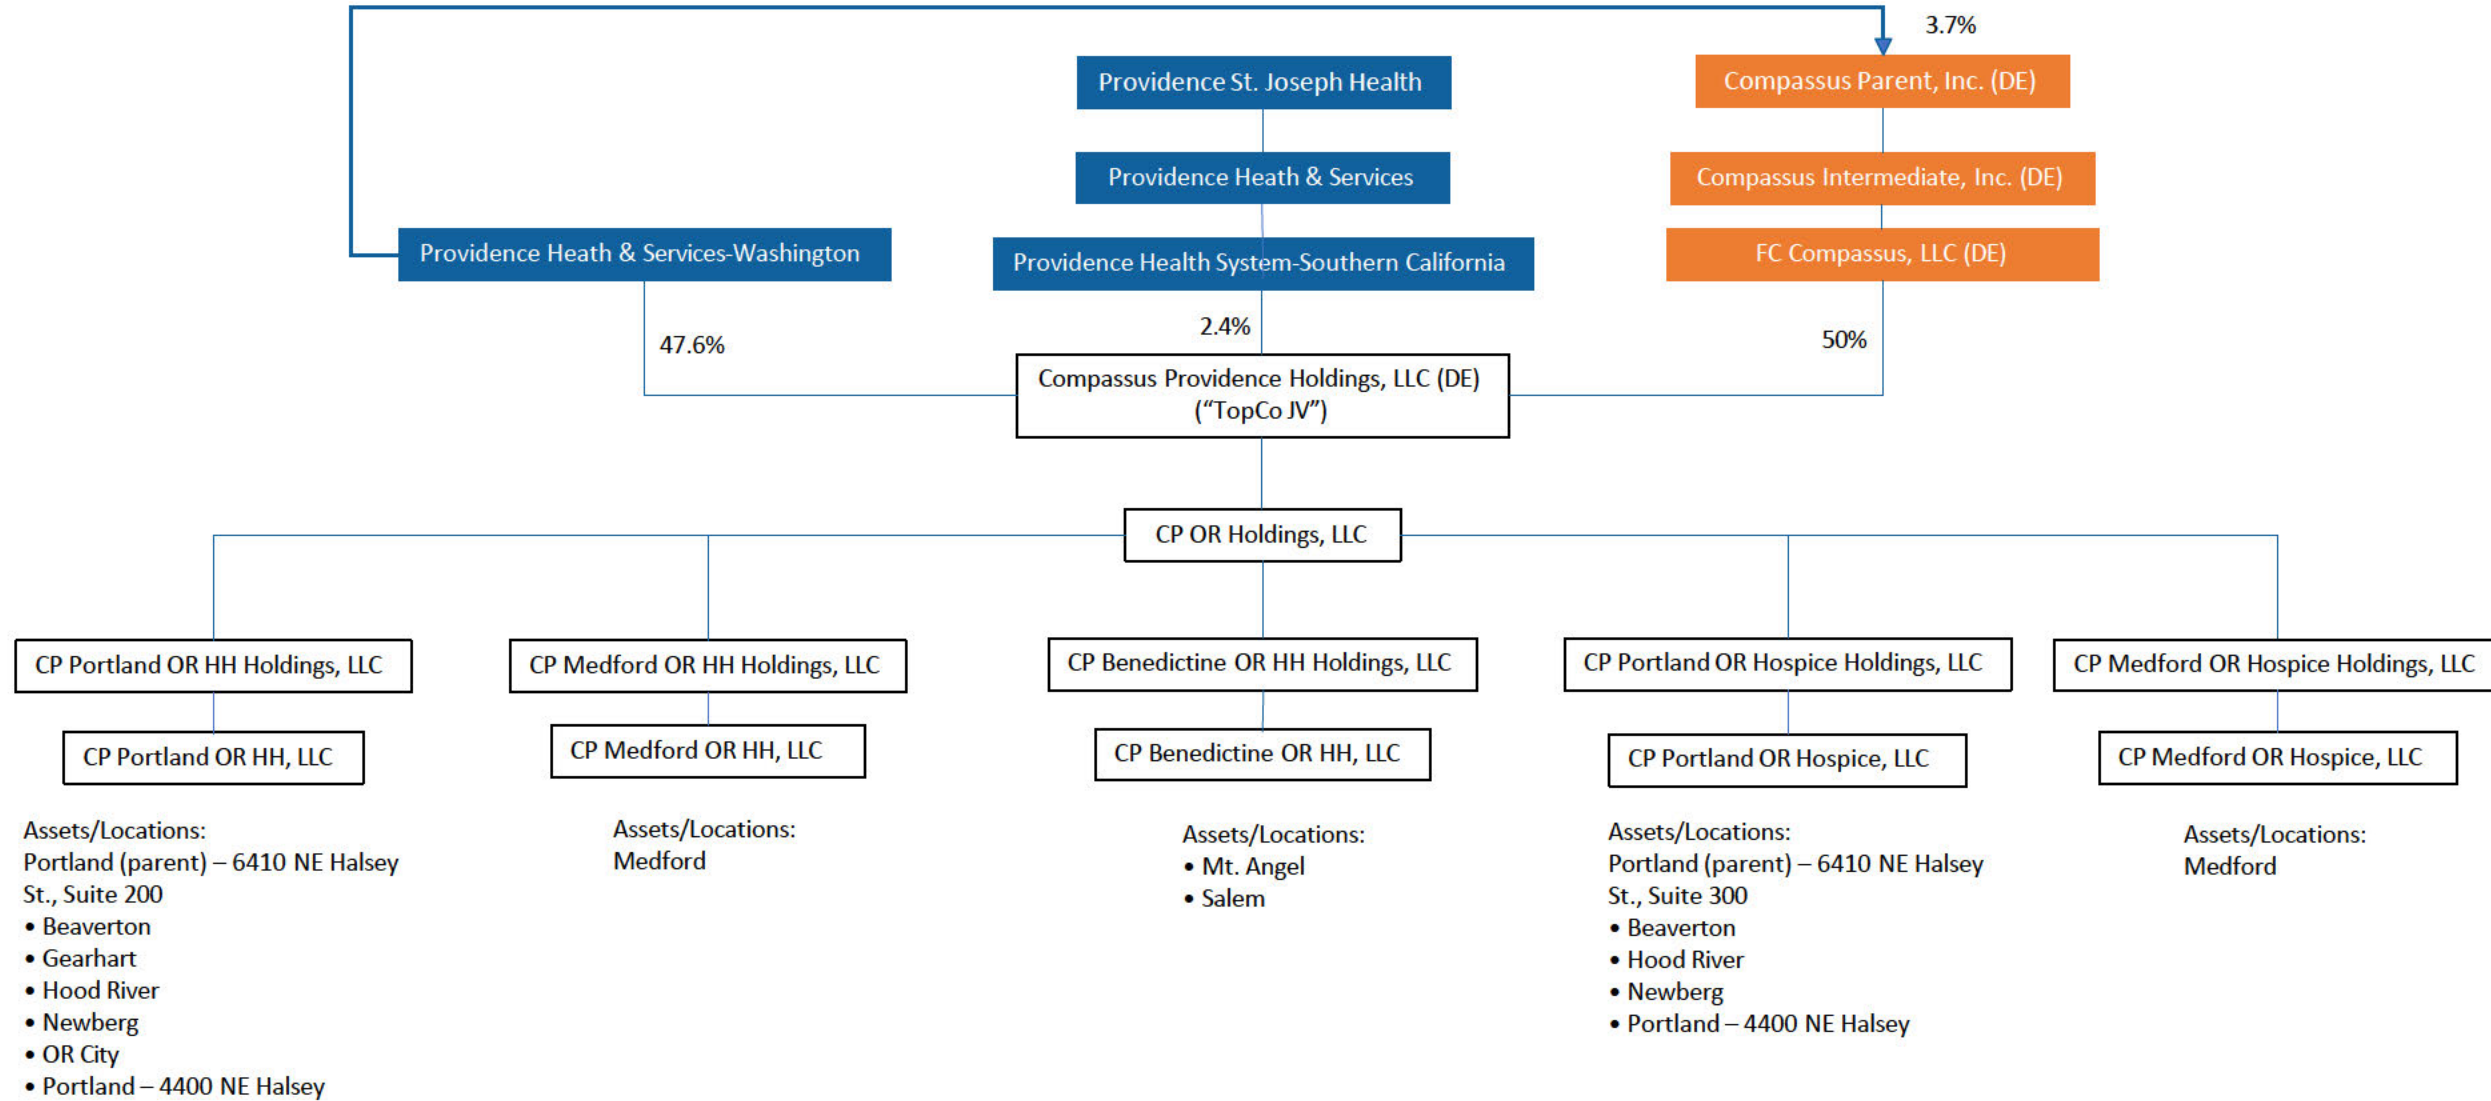 3.7%
Providence St. Joseph Health
Compassus Parent, Inc. (DE)
Providence Heath & Services
Compassus Intermediate, Inc. (DE)
Providence Heath & Services-Washington
Providence Health System-Southern California
FC Compassus, LLC (DE)
47.6%
2.4%
50%
Compassus Providence Holdings, LLC (DE)
(“TopCo JV”)
CP OR Holdings, LLC
CP Portland OR HH Holdings, LLC
CP Medford OR HH Holdings, LLC
CP Benedictine OR HH Holdings, LLC
CP Portland OR Hospice Holdings, LLC
CP Medford OR Hospice Holdings, LLC
CP Portland OR HH, LLC
CP Medford OR HH, LLC
CP Benedictine OR HH, LLC
CP Portland OR Hospice, LLC
CP Medford OR Hospice, LLC
Assets/Locations:
Portland (parent) – 6410 NE Halsey
St., Suite 200
• Beaverton
• Gearhart
• Hood River
• Newberg
• OR City
• Portland – 4400 NE Halsey
Assets/Locations:
Medford
Assets/Locations:
• Mt. Angel
• Salem
Assets/Locations:
Portland (parent) – 6410 NE Halsey
St., Suite 300
• Beaverton
• Hood River
• Newberg
• Portland – 4400 NE Halsey
Assets/Locations:
Medford